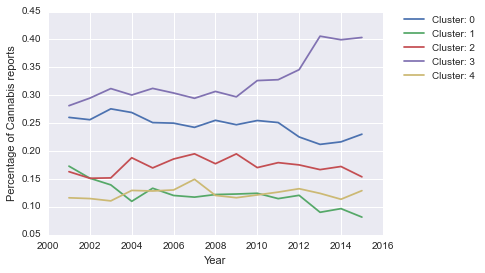 0.45
0.40
0.35
0.30
0.25
0.20
0.15
0.10
0.05
Percentage of Cannabis reports
2000 2002 2004 2006 2008 2010 2012 2014 2016
Year
Cluster: 0
Cluster: 1
Cluster: 2
Cluster: 3
Cluster: 4